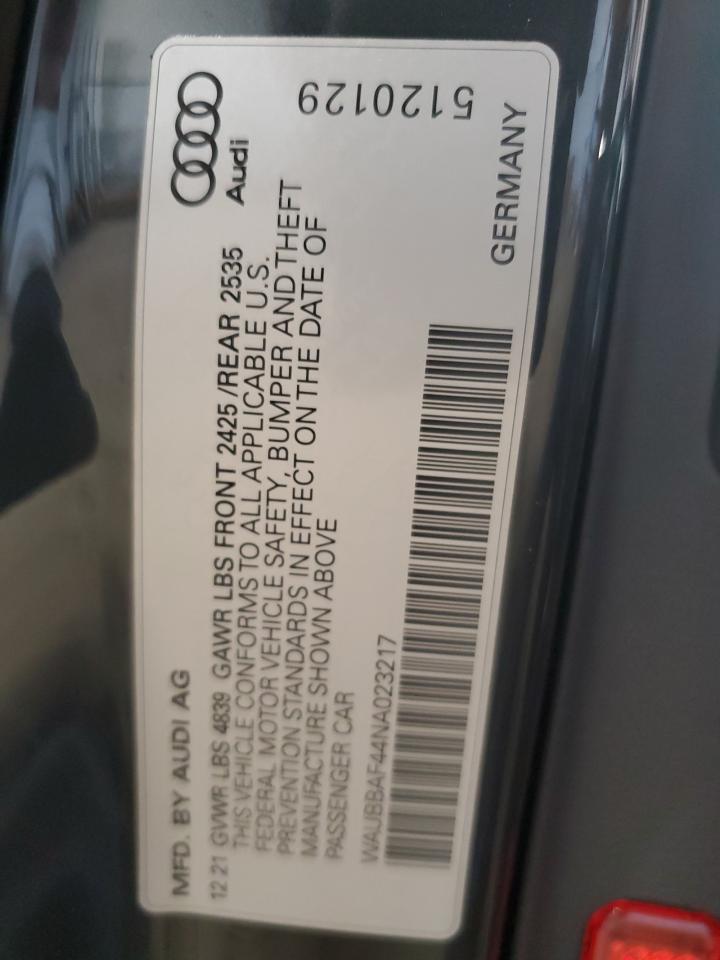 MFD. BY AUDI AG
Audi
12 21 GVWR LBS 4839 GAWR LBS FRONT 2425 /REAR 2535
THIS VEHICLE CONFORMS TO ALL APPLICABLE U.S.
FEDERAL MOTOR VEHICLE SAFETY, BUMPER AND THEFT
PREVENTION STANDARDS IN EFFECT ON THE DATE OF
MANUFACTURE SHOWN ABOVE
PASSENGER CAR
WAUBBAF44NA023217
5120129
GERMANY